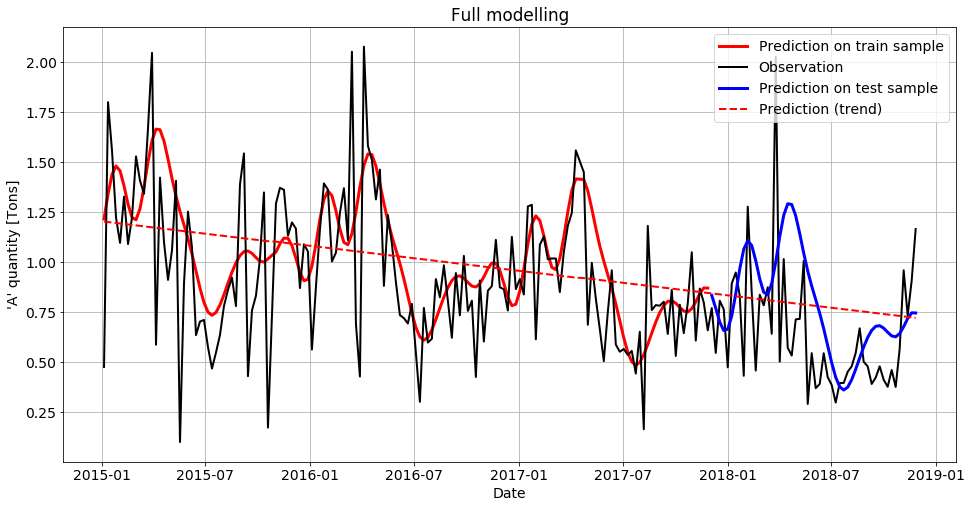 Full modelling
Prediction on train sample
Observation
Prediction on test sample
Prediction (trend)
'A' quantity [Tons]
2.00
1.75
1.50
1.25
1.00
0.75
0.50
0.25
2015-01 2015-07 2016-01 2016-07 2017-01 2017-07 2018-01 2018-07 2019-01
Date